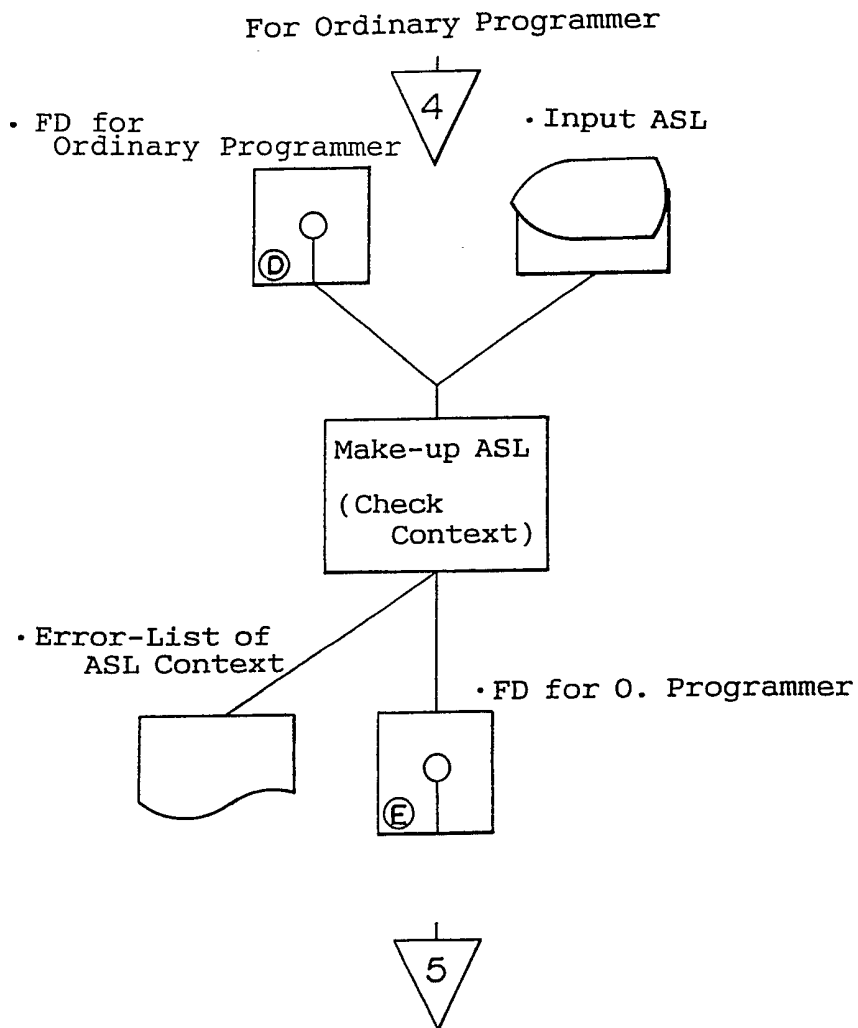 For Ordinary Programmer
4
· FD for
Ordinary Programmer
· Input ASL
D
Make-up ASL
(Check
Context)
· Error-List of
ASL Context
· FD for O. Programmer
E
5